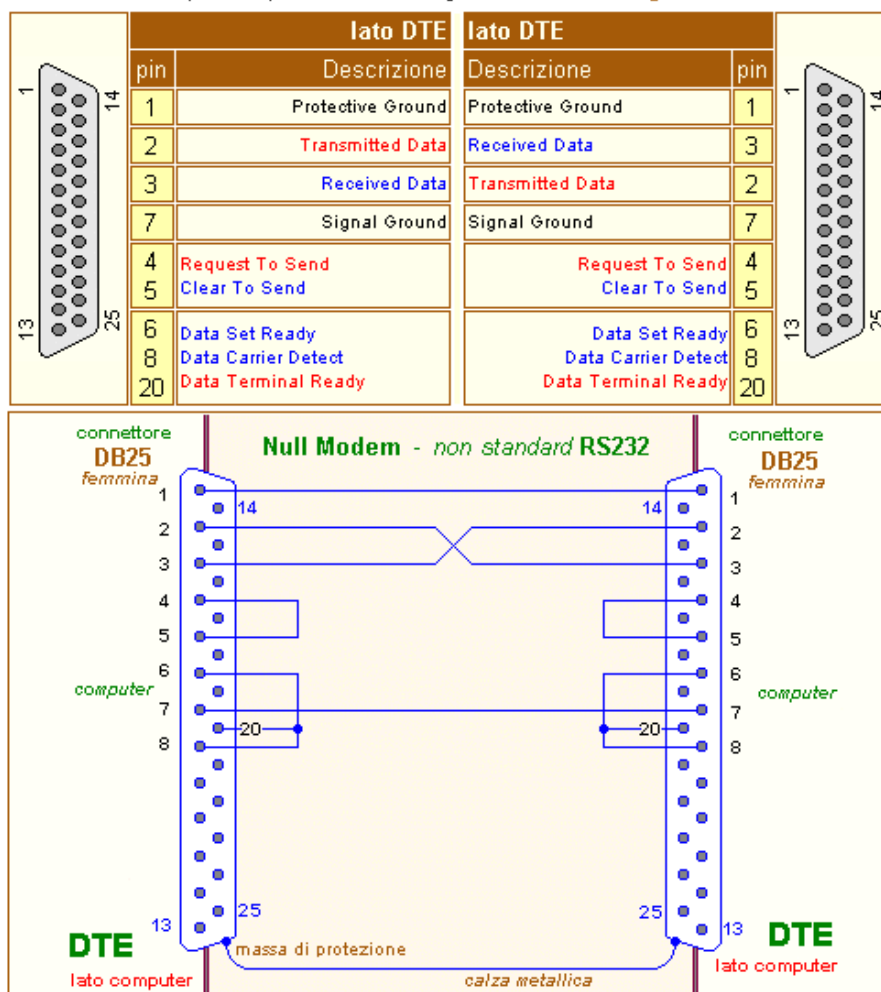 lato DTE
lato DTE
pin
Descrizione
Descrizione
pin
1
14
13
25
1
Protective Ground
Protective Ground
1
2
Transmitted Data
Received Data
3
3
Received Data
Transmitted Data
2
7
Signal Ground
Signal Ground
7
4
Request To Send
Request To Send
4
5
Clear To Send
Clear To Send
5
6
Data Set Ready
Data Set Ready
6
8
Data Carrier Detect
Data Carrier Detect
8
20
Data Terminal Ready
Data Terminal Ready
20
1
14
13
25
connettore
DB25
femmina
Null Modem - non standard RS232
connettore
DB25
femmina
1
14
14
1
2
2
3
3
4
4
5
5
6
6
computer
computer
7
7
20
20
8
8
25
25
13
13
DTE
lato computer
massa di protezione
calza metallica
DTE
lato computer